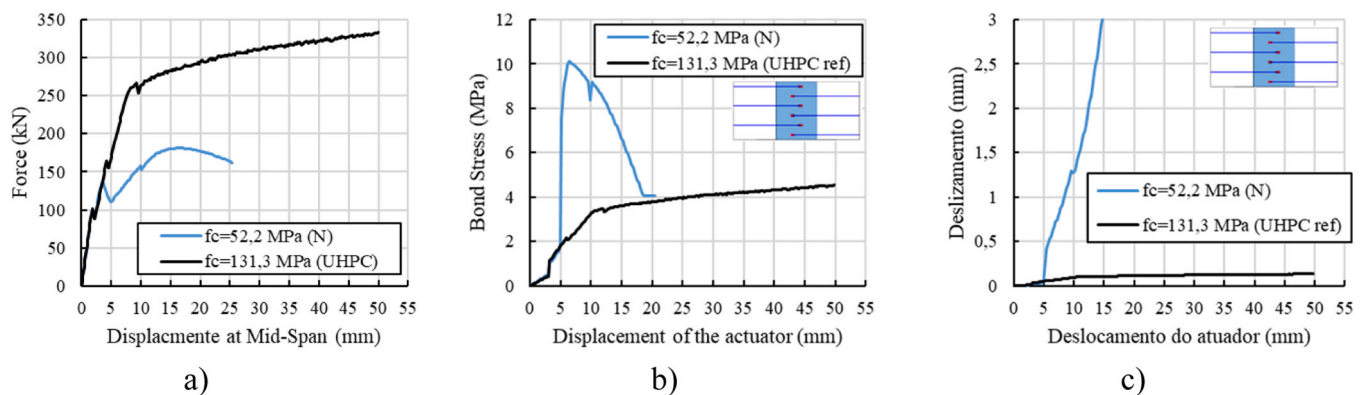 350
300
250
200
150
100
50
0
Force (kN)
fc=52,2 MPa (N)
fc=131,3 MPa (UHPC)
0 5 10 15 20 25 30 35 40 45 50 55
Displacmente at Mid-Span (mm)
a)
12
10
8
6
4
2
0
Bond Stress (MPa)
fc=52,2 MPa (N)
fc=131,3 MPa (UHPC ref)
0 5 10 15 20 25 30 35 40 45 50 55
Displacement of the actuator (mm)
b)
3
2,5
2
1,5
1
0,5
0
Deslizamernto (mm)
fc=52,2 MPa (N)
fc=131,3 MPa (UHPC ref)
0 5 10 15 20 25 30 35 40 45 50 55
Deslocamento do atuador (mm)
c)